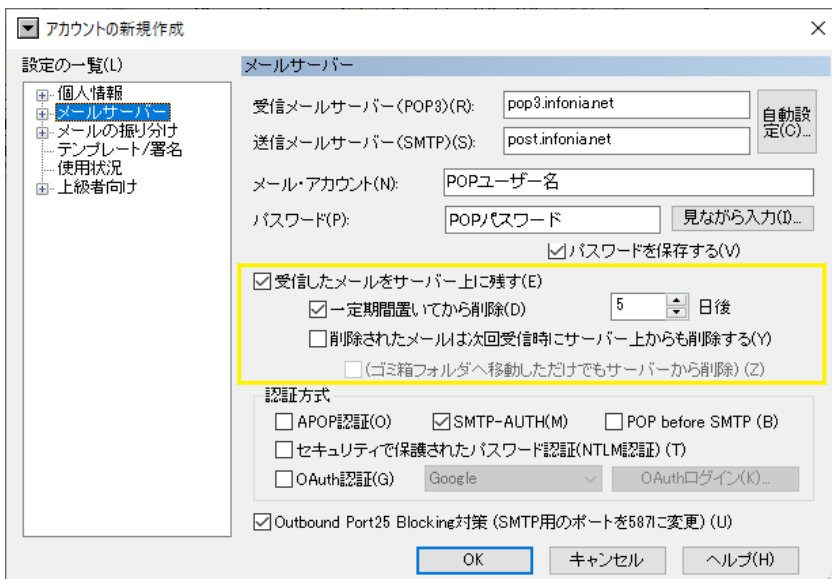 アカウントの新規作成
設定の一覧(L)
個人情報
メールサーバー
メールの振り分け
テンプレート/署名
使用状況
上級者向け
メールサーバー
受信メールサーバー(POP3)(R): pop3.infonia.net
自動設定(C)...
送信メールサーバー(SMTP)(S): post.infonia.net
メール・アカウント(N): POPユーザー名
パスワード(P): POPパスワード 見ながら入力(I)...
パスワードを保存する(V)
受信したメールをサーバー上に残す(E)
一定期間置いてから削除(D) 5 日後
削除されたメールは次回受信時にサーバー上からも削除する(Y)
(ゴミ箱フォルダへ移動しただけでもサーバーから削除) (Z)
認証方式
APOP認証(O) SMTP-AUTH(M) POP before SMTP (B)
セキュリティで保護されたパスワード認証(NTLM認証) (T)
OAuth認証(G) Google OAuthログイン(K)...
Outbound Port25 Blocking対策 (SMTP用のポートを587に変更) (U)
OK キャンセル ヘルプ(H)